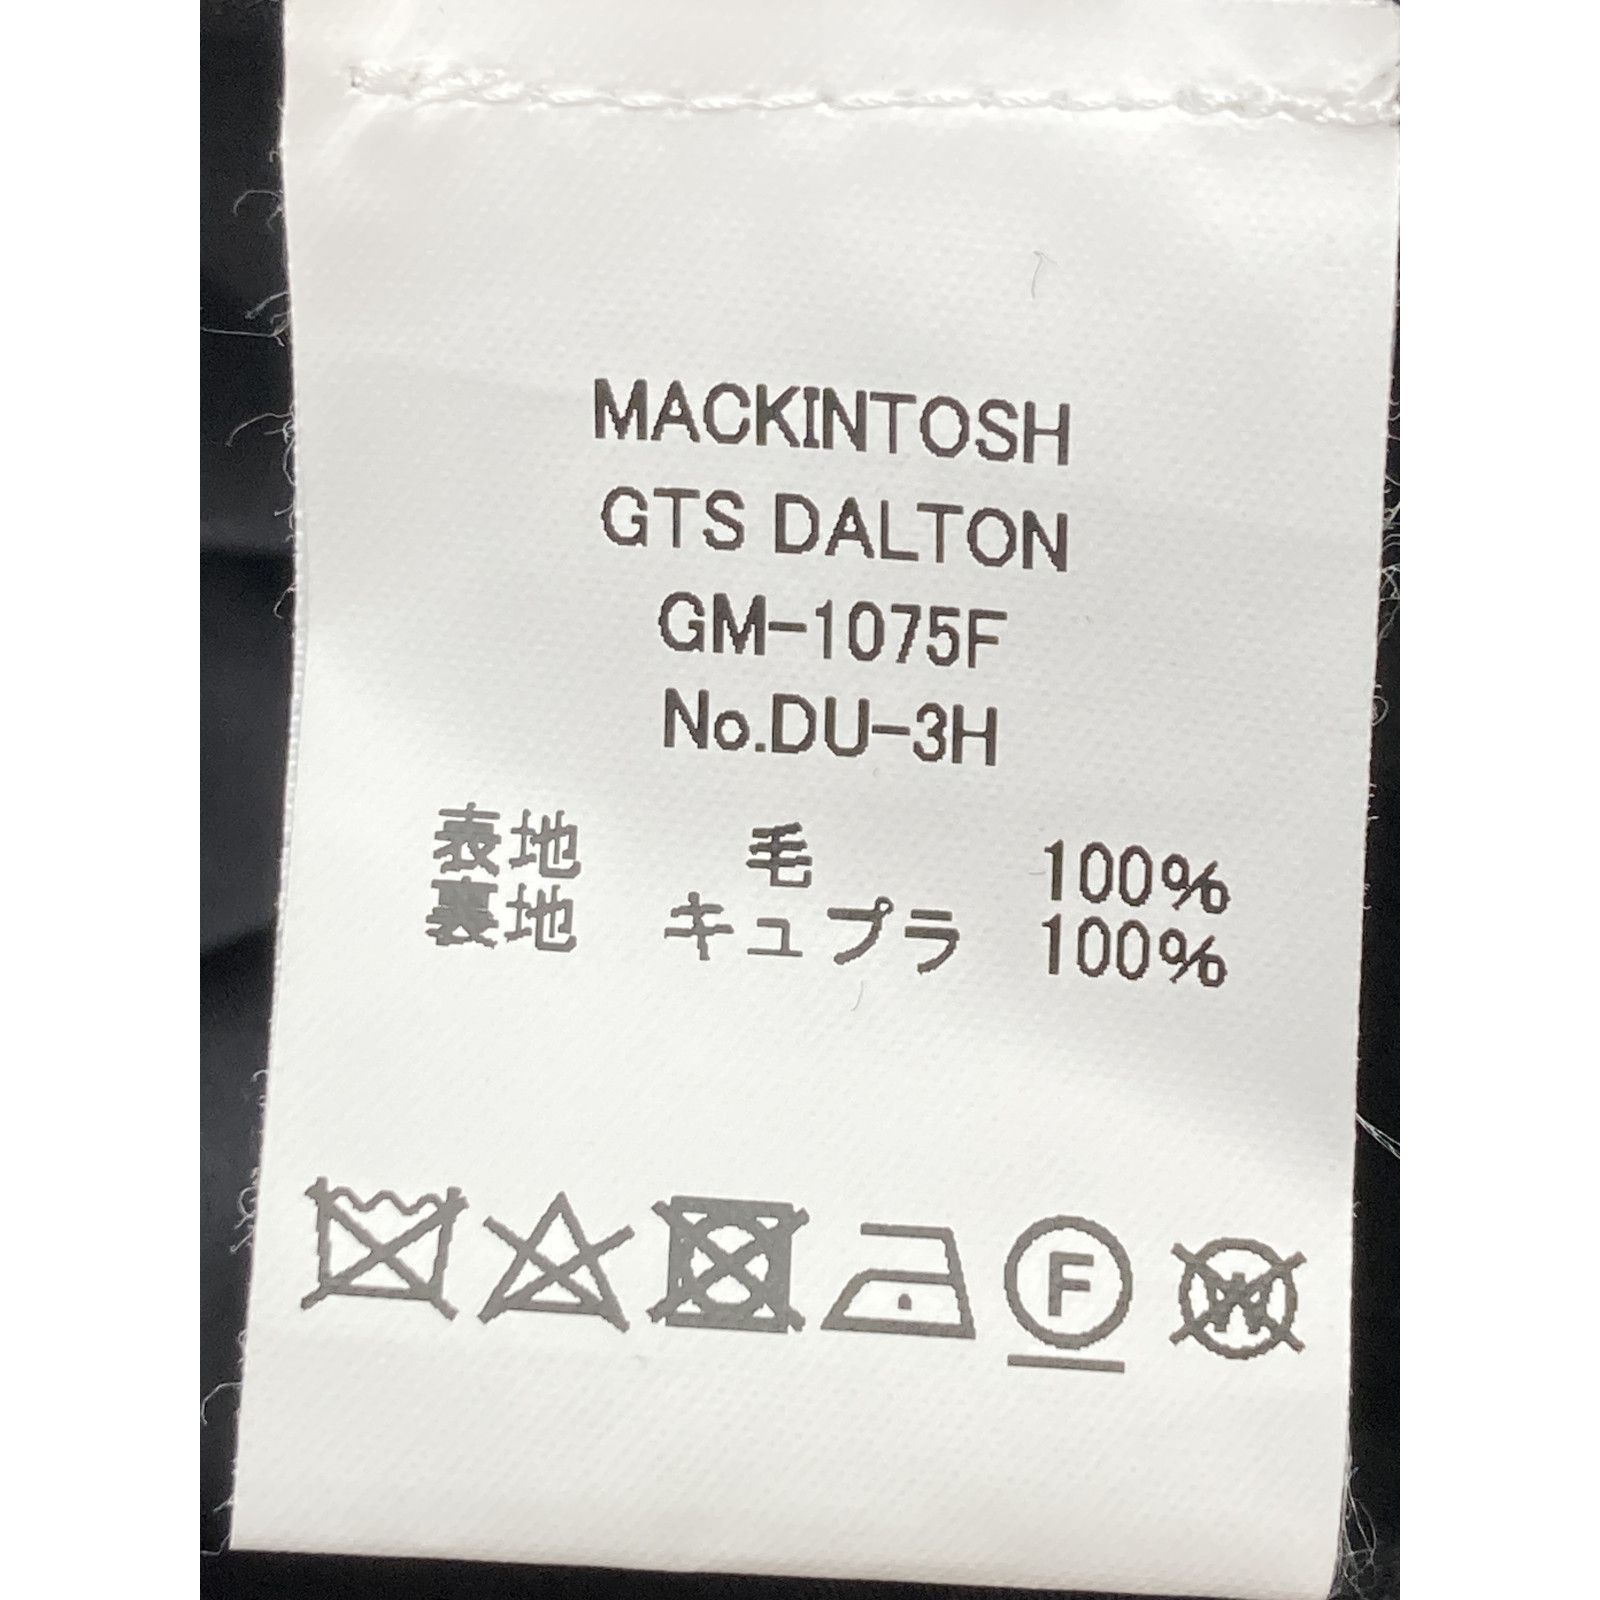 MACKINTOSH
GTS DALTON
GM-1075F
No.DU-3H
表地 毛 100%
裏地 キュプラ 100%
F W